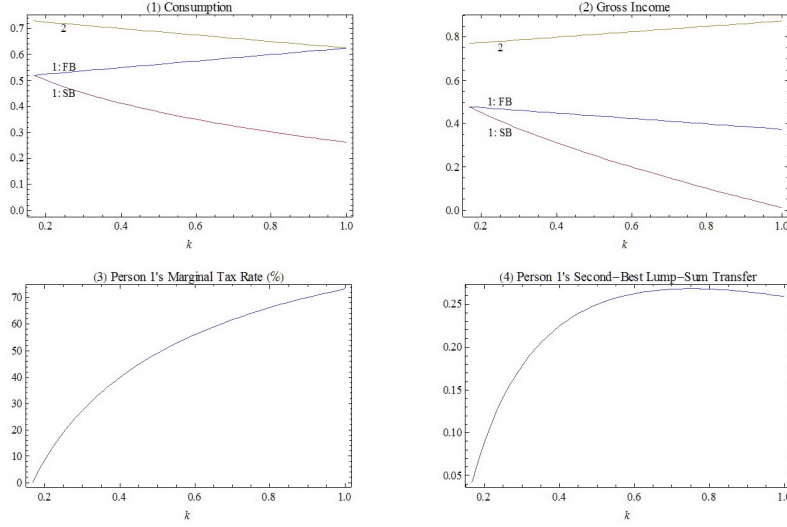 (1) Consumption
0.7
0.6
0.5
0.4
0.3
0.2
0.1
0.0
2
1: FB
1: SB
0.2 0.4 0.6 0.8 1.0
k
(2) Gross Income
0.8
0.6
0.4
0.2
0.0
2
1: FB
1: SB
0.2 0.4 0.6 0.8 1.0
k
(3) Person 1's Marginal Tax Rate (%)
70
60
50
40
30
20
10
0
0.2 0.4 0.6 0.8 1.0
k
(4) Person 1's Second−Best Lump−Sum Transfer
0.25
0.20
0.15
0.10
0.05
0.2 0.4 0.6 0.8 1.0
k